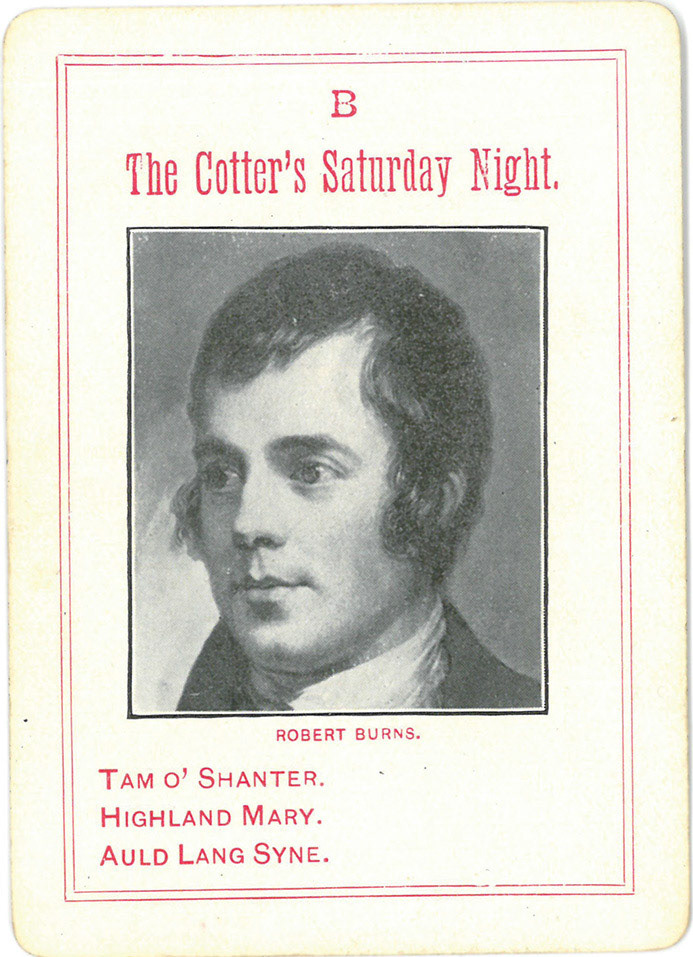 B
The Cotter's Saturday Night.
ROBERT BURNS.
TAM O' SHANTER.
HIGHLAND MARY.
AULD LANG SYNE.